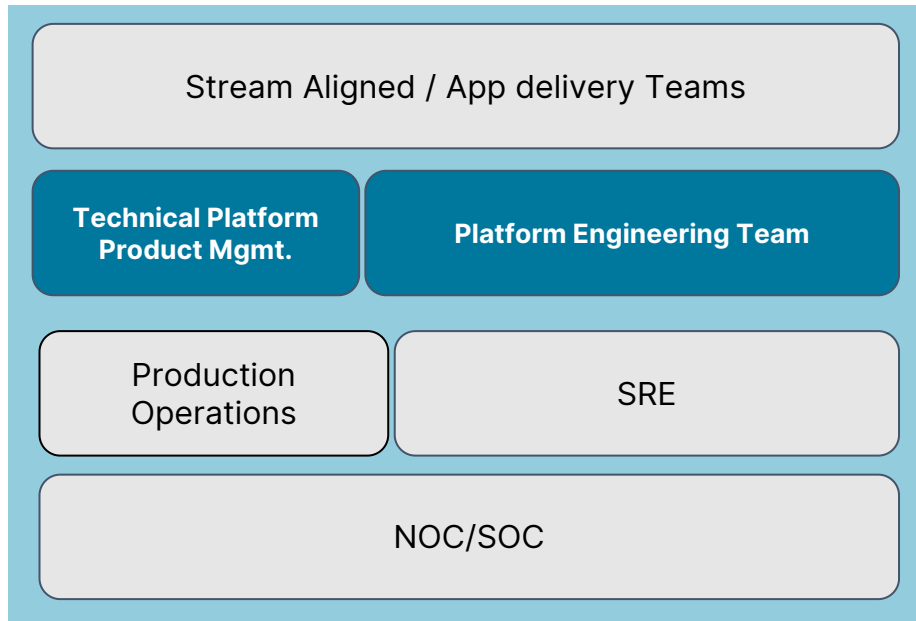 Stream Aligned / App delivery Teams
Technical Platform
Product Mgmt.
Platform Engineering Team
Production
Operations
SRE
NOC/SOC